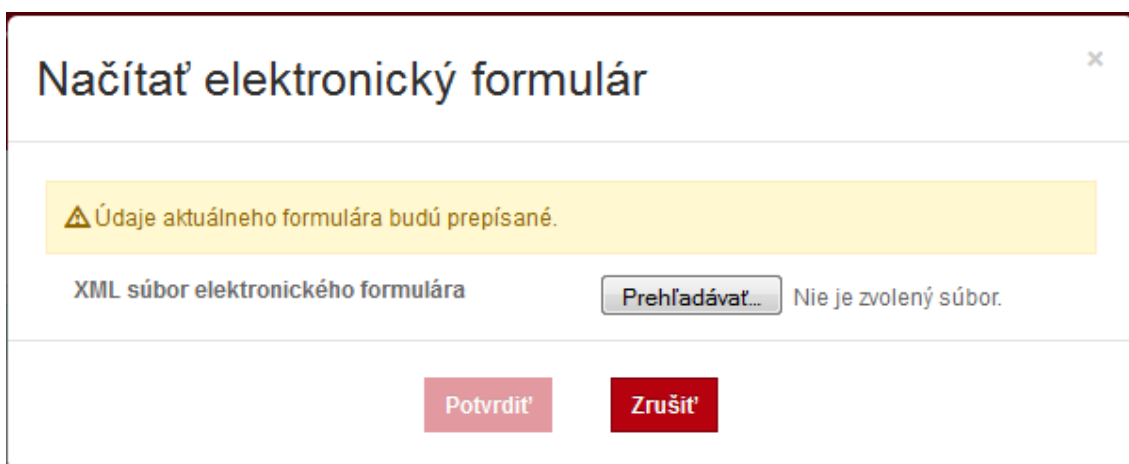 Načítať elektronický formulár
×
Údaje aktuálneho formulára budú prepísané.
XML súbor elektronického formulára Prehľadávať... Nie je zvolený súbor.
Potvrdiť Zrušiť